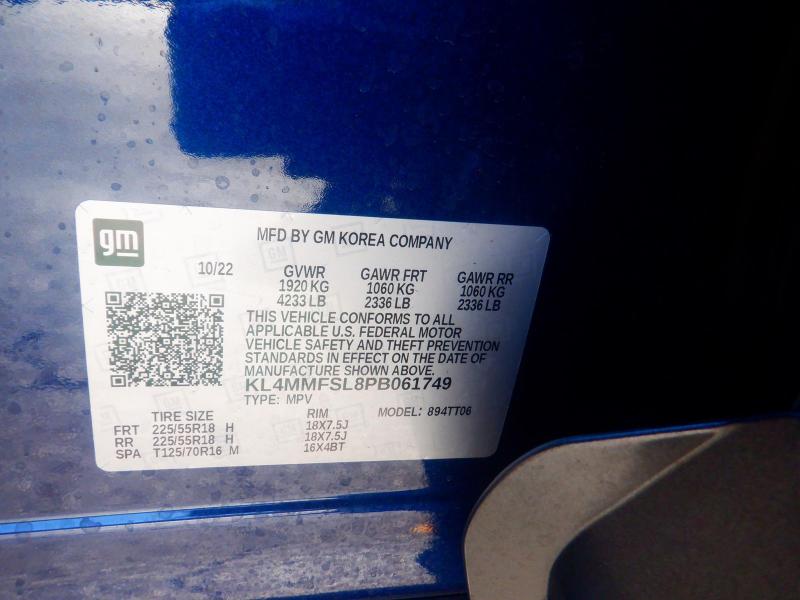 gm
MFD BY GM KOREA COMPANY
10/22 GVWR GAWR FRT GAWR RR
1920 KG 1060 KG 1060 KG
4233 LB 2336 LB 2336 LB
THIS VEHICLE CONFORMS TO ALL
APPLICABLE U.S. FEDERAL MOTOR
VEHICLE SAFETY AND THEFT PREVENTION
STANDARDS IN EFFECT ON THE DATE OF
MANUFACTURE SHOWN ABOVE.
KL4MMFSL8PB061749
TYPE: MPV MODEL: 894TT06
TIRE SIZE RIM
FRT 225/55R18 H 18X7.5J
RR 225/55R18 H 18X7.5J
SPA T125/70R16 M 16X4BT